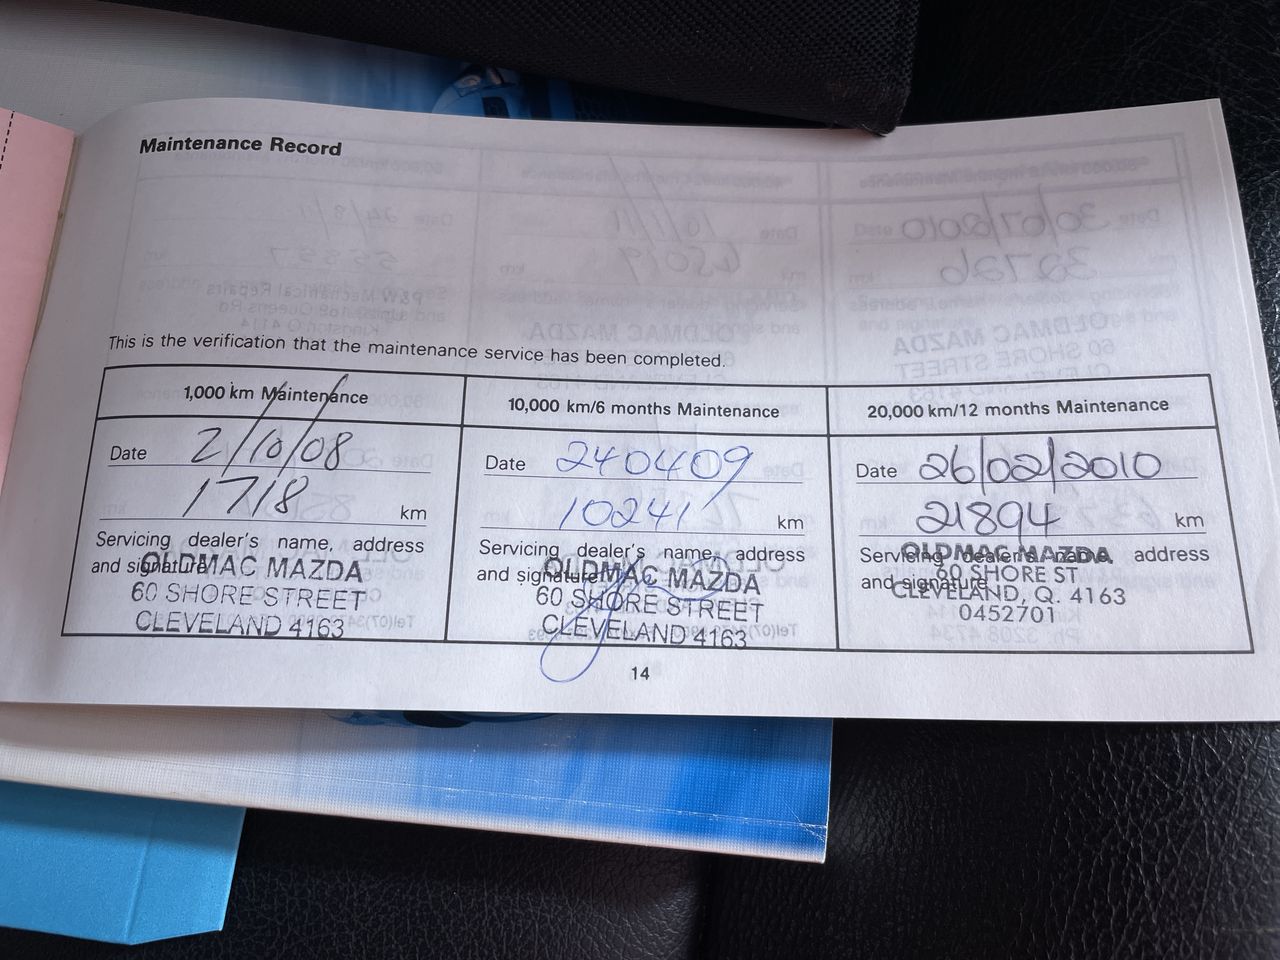 Maintenance Record
This is the verification that the maintenance service has been completed.
1,000 km Maintenance
Date 2/10/08
1718 km
Servicing dealer's name, address
and signature
OLDMAC MAZDA
60 SHORE STREET
CLEVELAND 4163
10,000 km/6 months Maintenance
Date 240409
10241 km
Servicing dealer's name, address
and signature
OLDMAC MAZDA
60 SHORE STREET
CLEVELAND 4163
20,000 km/12 months Maintenance
Date 26/02/2010
21894 km
Servicing dealer's name, address
and signature
OLDMAC MAZDA
60 SHORE ST
CLEVELAND, Q. 4163
0452701
14